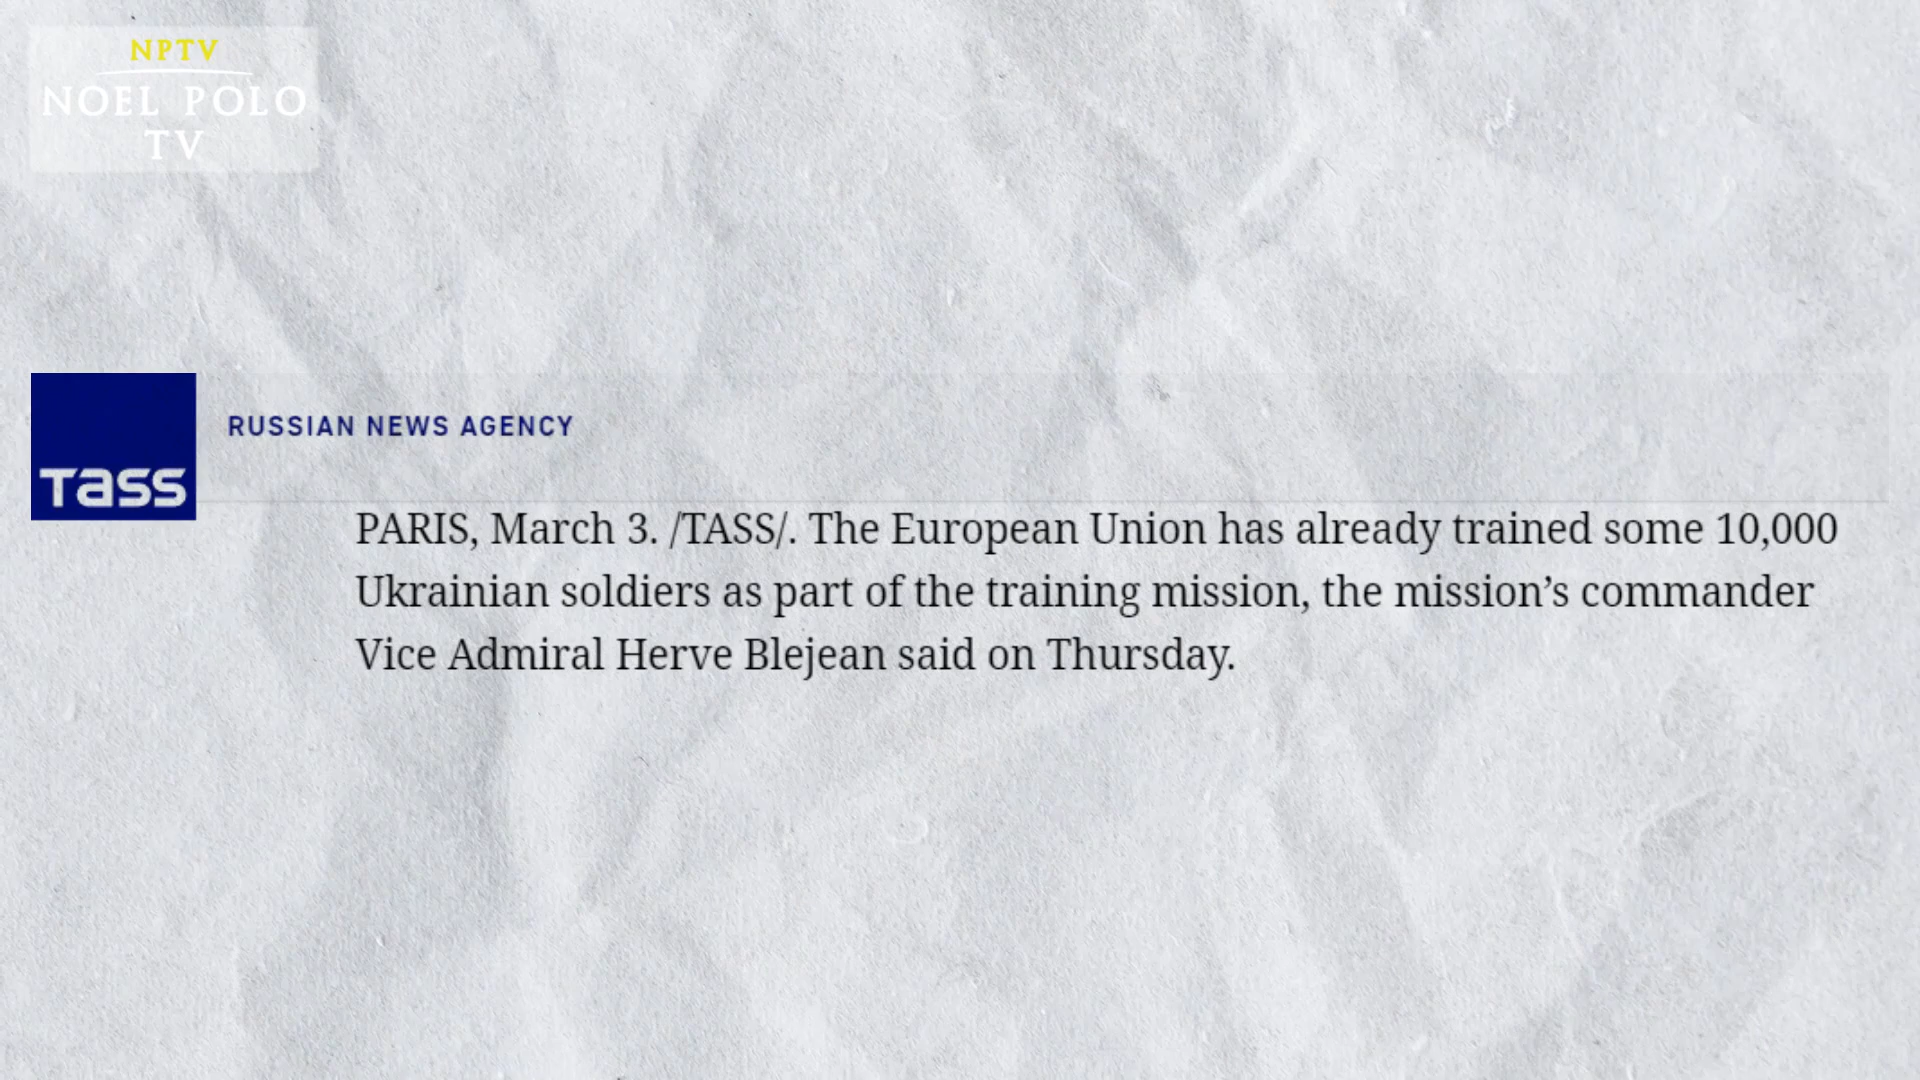 NPTV
NOEL POLO
TV
RUSSIAN NEWS AGENCY
TASS
PARIS, March 3. /TASS/. The European Union has already trained some 10,000
Ukrainian soldiers as part of the training mission, the mission’s commander
Vice Admiral Herve Blejean said on Thursday.